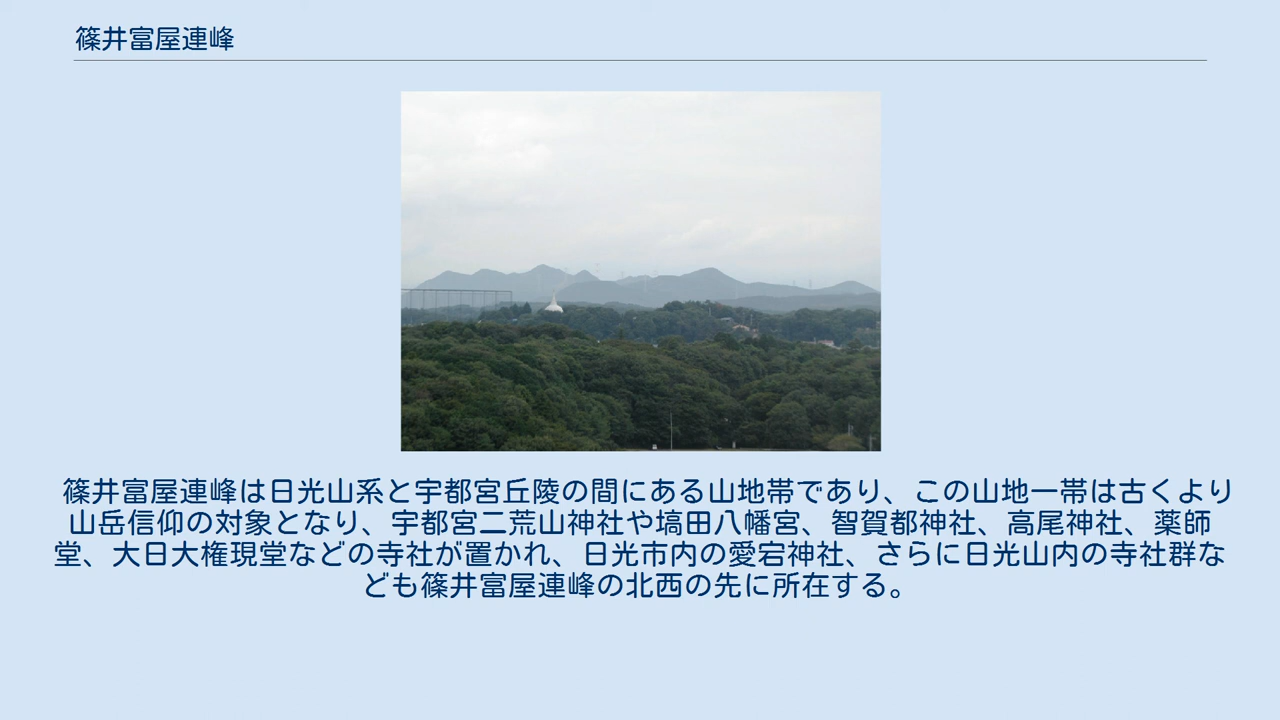 篠井富屋連峰
篠井富屋連峰は日光山系と宇都宮丘陵の間にある山地帯であり、この山地一帯は古くより
山岳信仰の対象となり、宇都宮二荒山神社や塙田八幡宮、智賀都神社、高尾神社、薬師
堂、大日大権現堂などの寺社が置かれ、日光市内の愛宕神社、さらに日光山内の寺社群な
ども篠井富屋連峰の北西の先に所在する。